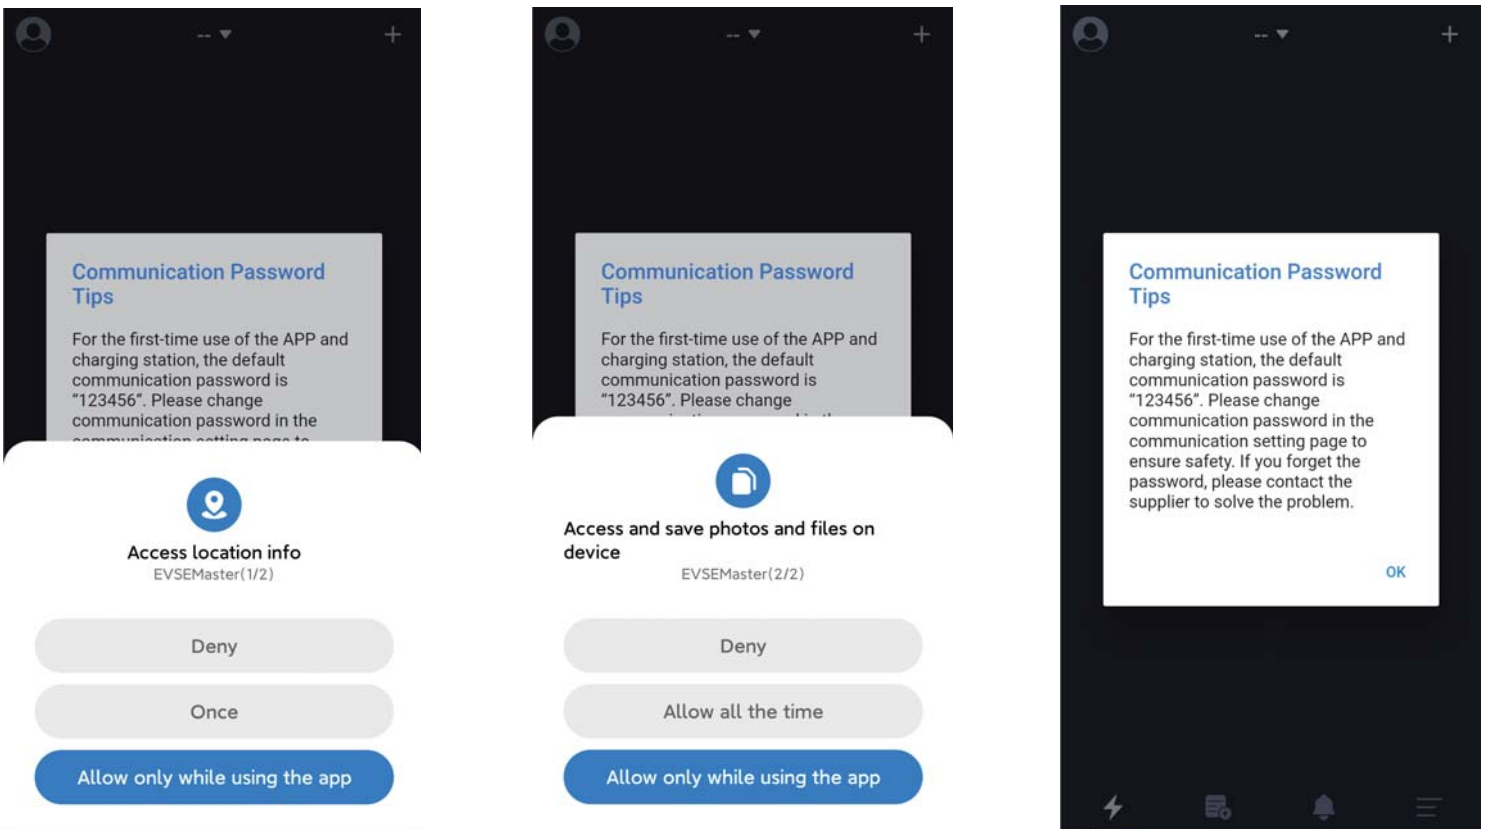 -- ▼ +
Communication Password
Tips
For the first-time use of the APP and
charging station, the default
communication password is
“123456”. Please change
communication password in the
communication setting page to
Access location info
EVSEMaster(1/2)
Deny
Once
Allow only while using the app
-- ▼ +
Communication Password
Tips
For the first-time use of the APP and
charging station, the default
communication password is
“123456”. Please change
Access and save photos and files on
device
EVSEMaster(2/2)
Deny
Allow all the time
Allow only while using the app
-- ▼ +
Communication Password
Tips
For the first-time use of the APP and
charging station, the default
communication password is
“123456”. Please change
communication password in the
communication setting page to
ensure safety. If you forget the
password, please contact the
supplier to solve the problem.
OK